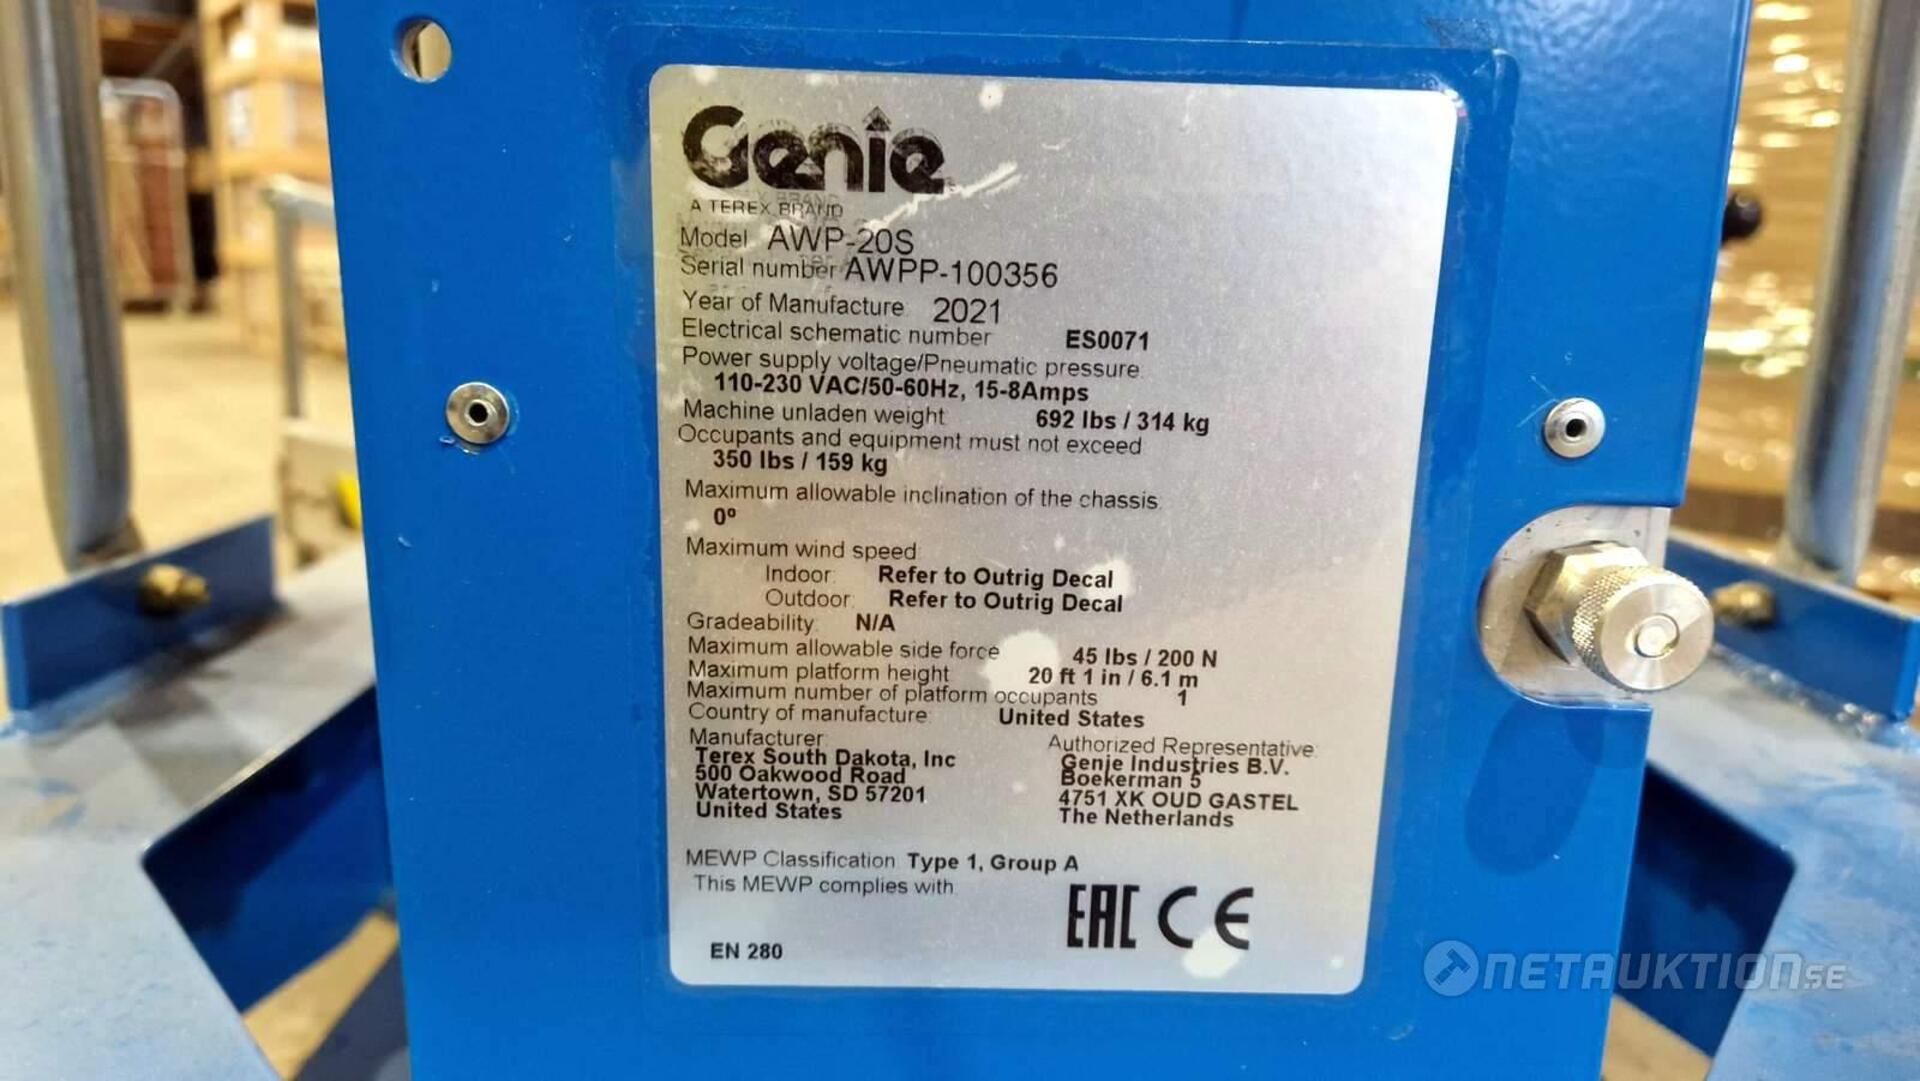 Genie
A TEREX BRAND
Model AWP-20S
Serial number AWPP-100356
Year of Manufacture 2021
Electrical schematic number ES0071
Power supply voltage/Pneumatic pressure:
110-230 VAC/50-60Hz, 15-8Amps
Machine unladen weight 692 lbs / 314 kg
Occupants and equipment must not exceed
350 lbs / 159 kg
Maximum allowable inclination of the chassis:
0º
Maximum wind speed:
Indoor: Refer to Outrig Decal
Outdoor: Refer to Outrig Decal
Gradeability: N/A
Maximum allowable side force 45 lbs / 200 N
Maximum platform height 20 ft 1 in / 6.1 m
Maximum number of platform occupants 1
Country of manufacture: United States
Manufacturer: Authorized Representative:
Terex South Dakota, Inc Genie Industries B.V.
500 Oakwood Road Boekerman 5
Watertown, SD 57201 4751 XK OUD GASTEL
United States The Netherlands
MEWP Classification Type 1, Group A
This MEWP complies with
EAC CE
EN 280
NETAUKTION.SE